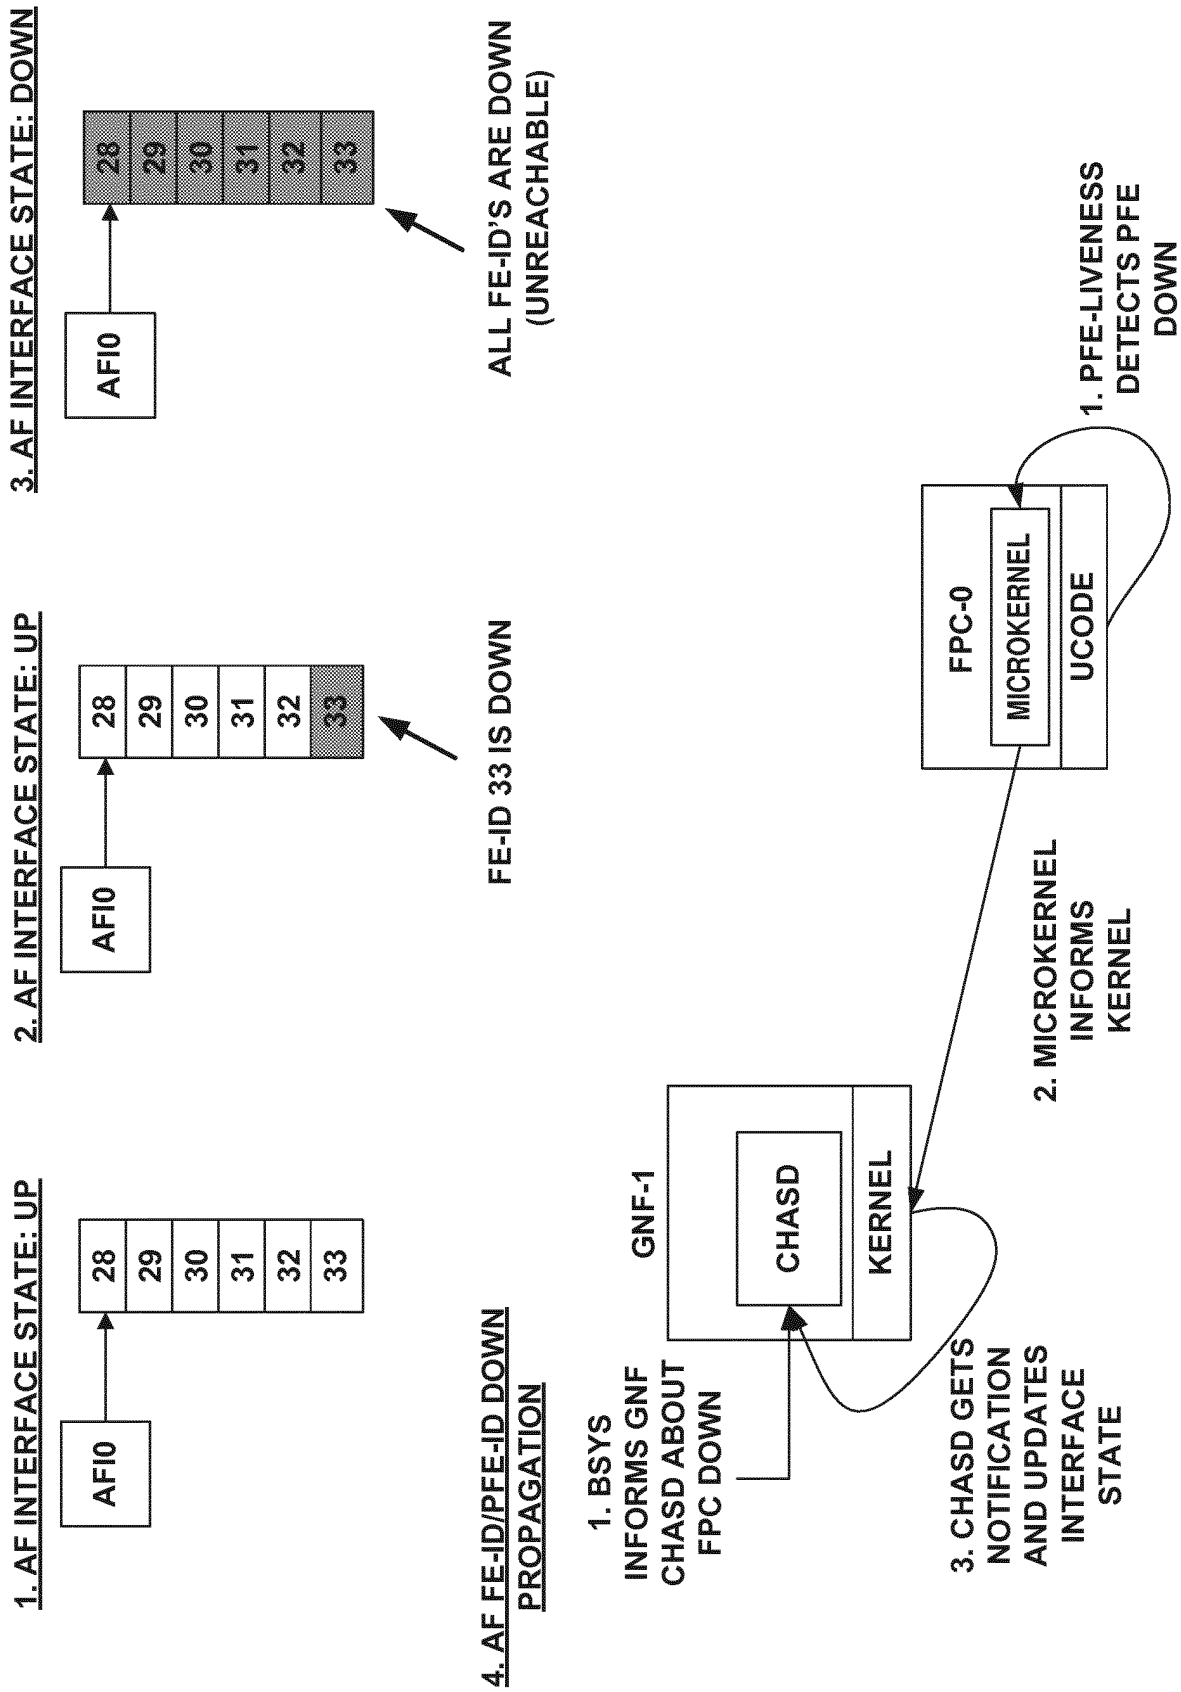 1. AF INTERFACE STATE: UP
AFI0
28
29
30
31
32
33
2. AF INTERFACE STATE: UP
AFI0
28
29
30
31
32
33
FE-ID 33 IS DOWN
3. AF INTERFACE STATE: DOWN
AFI0
28
29
30
31
32
33
ALL FE-ID'S ARE DOWN
(UNREACHABLE)
4. AF FE-ID/PFE-ID DOWN
PROPAGATION
1. BSYS
INFORMS GNF
CHASD ABOUT
FPC DOWN
GNF-1
CHASD
KERNEL
3. CHASD GETS
NOTIFICATION
AND UPDATES
INTERFACE
STATE
2. MICROKERNEL
INFORMS
KERNEL
FPC-0
MICROKERNEL
UCODE
1. PFE-LIVENESS
DETECTS PFE
DOWN